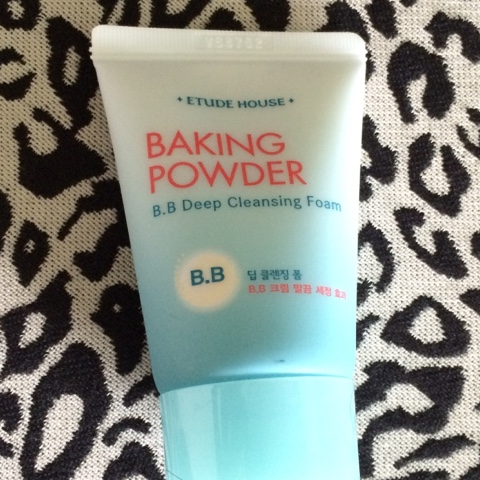 ETUDE HOUSE
BAKING
POWDER
B.B Deep Cleansing Foam
B.B
딥 클렌징 폼
B.B 크림 말끔 세정 효과